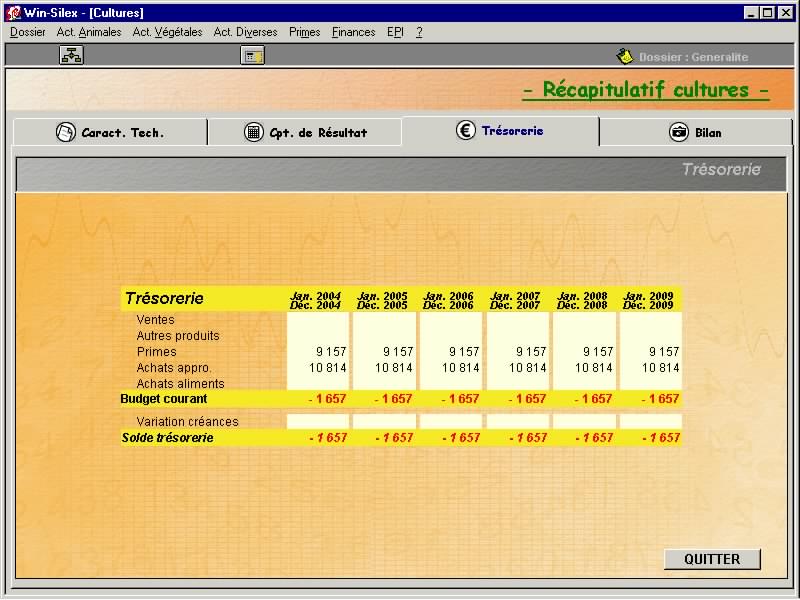 Win-Silex - [Cultures]
Dossier Act. Animales Act. Végétales Act. Diverses Primes Finances EPI ?
Dossier : Generalite
- Récapitulatif cultures -
Caract. Tech. Cpt. de Résultat € Trésorerie Bilan
Trésorerie
Trésorerie Jan. 2004 Jan. 2005 Jan. 2006 Jan. 2007 Jan. 2008 Jan. 2009
Déc. 2004 Déc. 2005 Déc. 2006 Déc. 2007 Déc. 2008 Déc. 2009
Ventes
Autres produits
Primes 9 157 9 157 9 157 9 157 9 157 9 157
Achats appro. 10 814 10 814 10 814 10 814 10 814 10 814
Achats aliments
Budget courant - 1 657 - 1 657 - 1 657 - 1 657 - 1 657 - 1 657
Variation créances
Solde trésorerie - 1 657 - 1 657 - 1 657 - 1 657 - 1 657 - 1 657
QUITTER